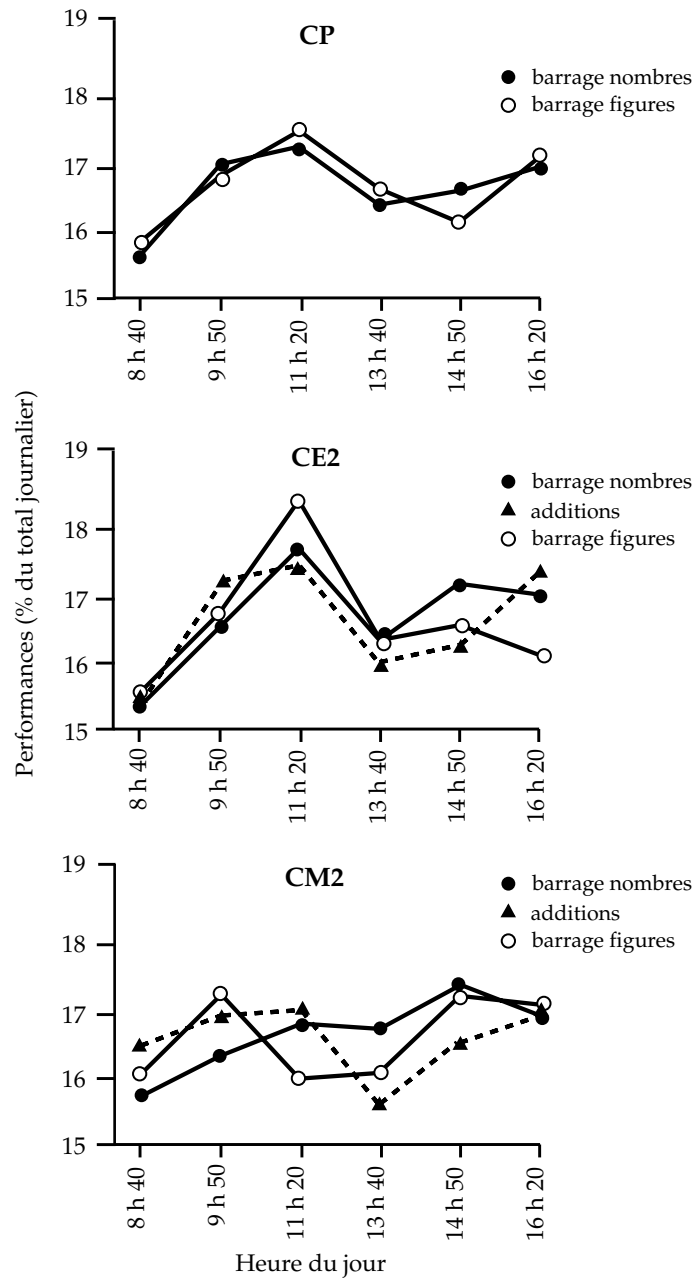 CP
barrage nombres
barrage figures
19
18
17
16
15
8 h 40
9 h 50
11 h 20
13 h 40
14 h 50
16 h 20
Performances (% du total journalier)
CE2
barrage nombres
additions
barrage figures
19
18
17
16
15
8 h 40
9 h 50
11 h 20
13 h 40
14 h 50
16 h 20
CM2
barrage nombres
additions
barrage figures
19
18
17
16
15
8 h 40
9 h 50
11 h 20
13 h 40
14 h 50
16 h 20
Heure du jour